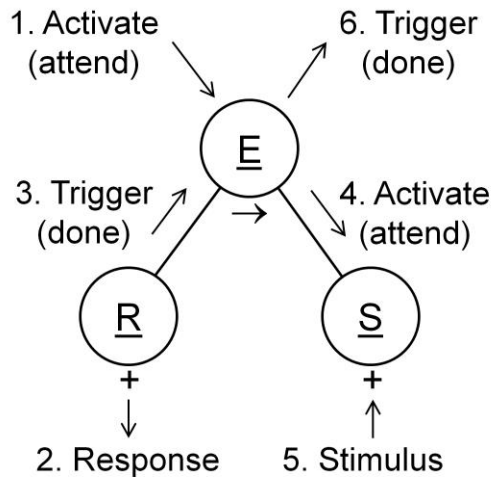 1. Activate
(attend)
6. Trigger
(done)
E
3. Trigger
(done)
4. Activate
(attend)
R
S
+
+
2. Response
5. Stimulus